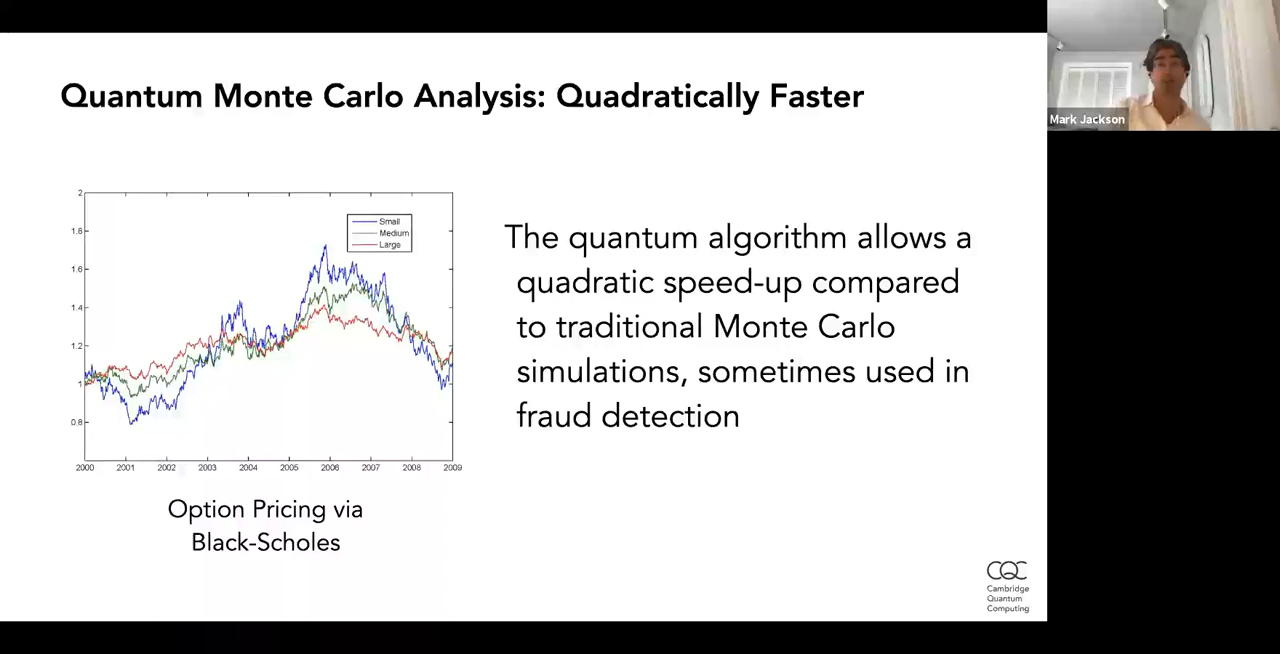 Quantum Monte Carlo Analysis: Quadratically Faster
Mark Jackson
2
1.6
1.6
1.4
1.2
1
0.8
Small
Medium
Large
2000 2001 2002 2003 2004 2005 2006 2007 2008 2009
Option Pricing via
Black-Scholes
The quantum algorithm allows a
quadratic speed-up compared
to traditional Monte Carlo
simulations, sometimes used in
fraud detection
CQC
Cambridge
Quantum
Computing